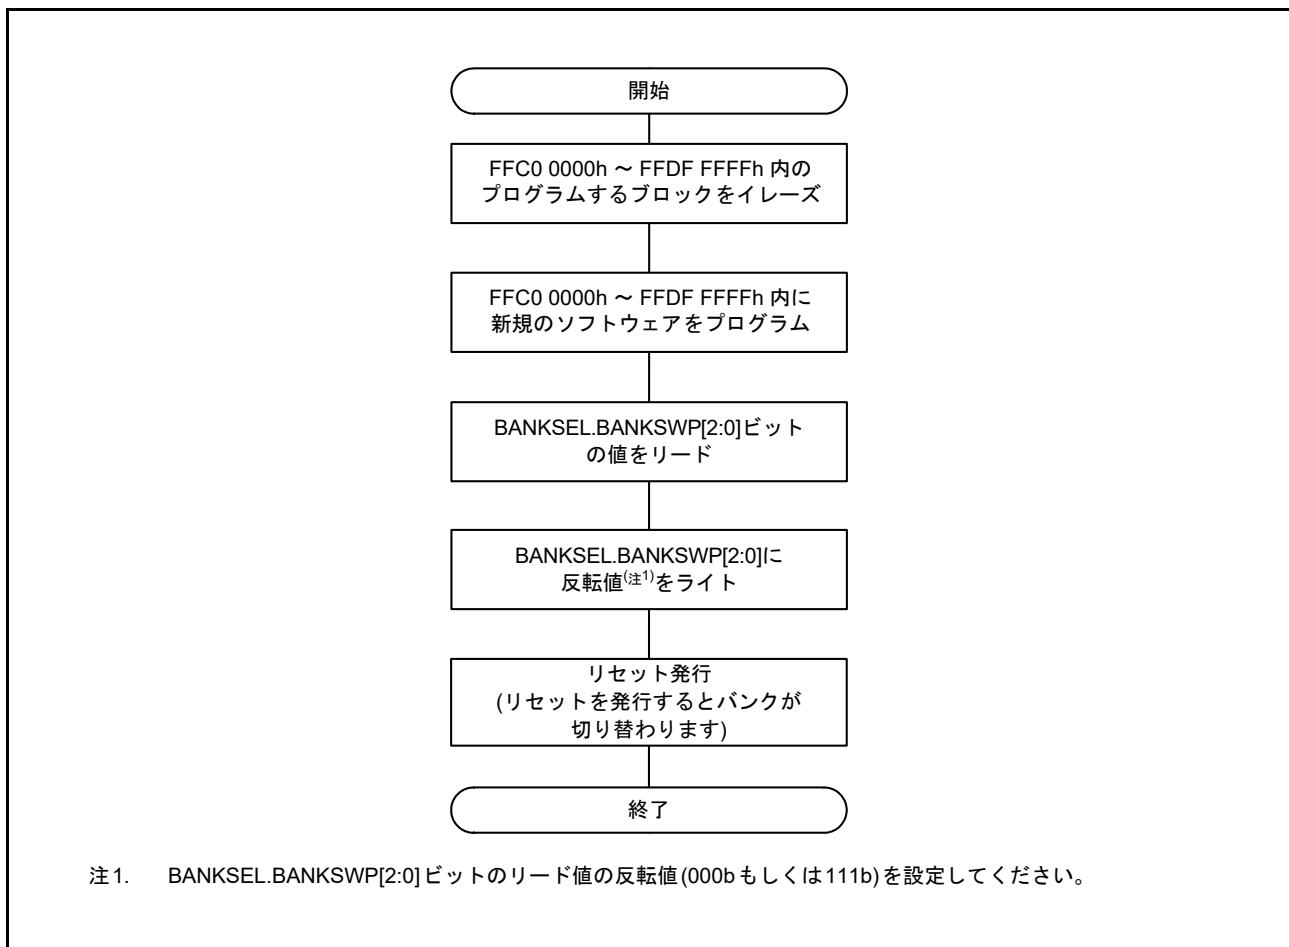 開始
FFC0 0000h ～ FFDF FFFFh 内の
プログラムするブロックをイレーズ
FFC0 0000h ～ FFDF FFFFh 内に
新規のソフトウェアをプログラム
BANKSEL.BANKSWP[2:0]ビット
の値をリード
BANKSEL.BANKSWP[2:0]に
反転値(注1)をライト
リセット発行
(リセットを発行するとバンクが
切り替わります)
終了
注1. BANKSEL.BANKSWP[2:0]ビットのリード値の反転値(000bもしくは111b)を設定してください。